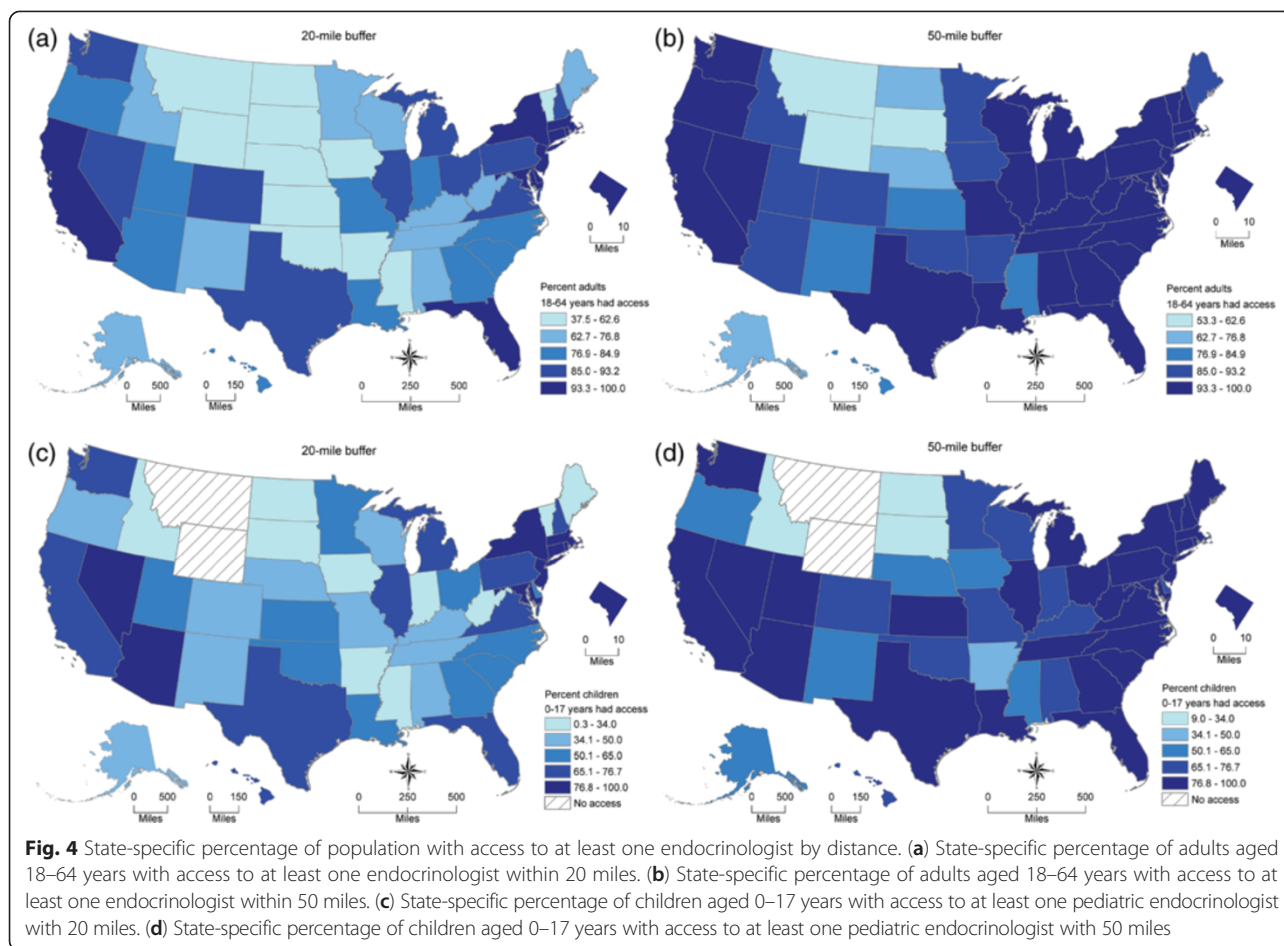 (a)
20-mile buffer
0 10
Miles
Percent adults
18-64 years had access
37.5 - 62.6
62.7 - 76.8
76.9 - 84.9
85.0 - 93.2
93.3 - 100.0
0 500
Miles
0 150
Miles
0 250 500
Miles
(b)
50-mile buffer
0 10
Miles
Percent adults
18-64 years had access
53.3 - 62.6
62.7 - 76.8
76.9 - 84.9
85.0 - 93.2
93.3 - 100.0
0 500
Miles
0 150
Miles
0 250 500
Miles
(c)
20-mile buffer
0 10
Miles
Percent children
0-17 years had access
0.3 - 34.0
34.1 - 50.0
50.1 - 65.0
65.1 - 76.7
76.8 - 100.0
No access
0 500
Miles
0 150
Miles
0 250 500
Miles
(d)
50-mile buffer
0 10
Miles
Percent children
0-17 years had access
9.0 - 34.0
34.1 - 50.0
50.1 - 65.0
65.1 - 76.7
76.8 - 100.0
No access
0 500
Miles
0 150
Miles
0 250 500
Miles
Fig. 4 State-specific percentage of population with access to at least one endocrinologist by distance. (a) State-specific percentage of adults aged
18–64 years with access to at least one endocrinologist within 20 miles. (b) State-specific percentage of adults aged 18–64 years with access to at
least one endocrinologist within 50 miles. (c) State-specific percentage of children aged 0–17 years with access to at least one pediatric endocrinologist
with 20 miles. (d) State-specific percentage of children aged 0–17 years with access to at least one pediatric endocrinologist with 50 miles